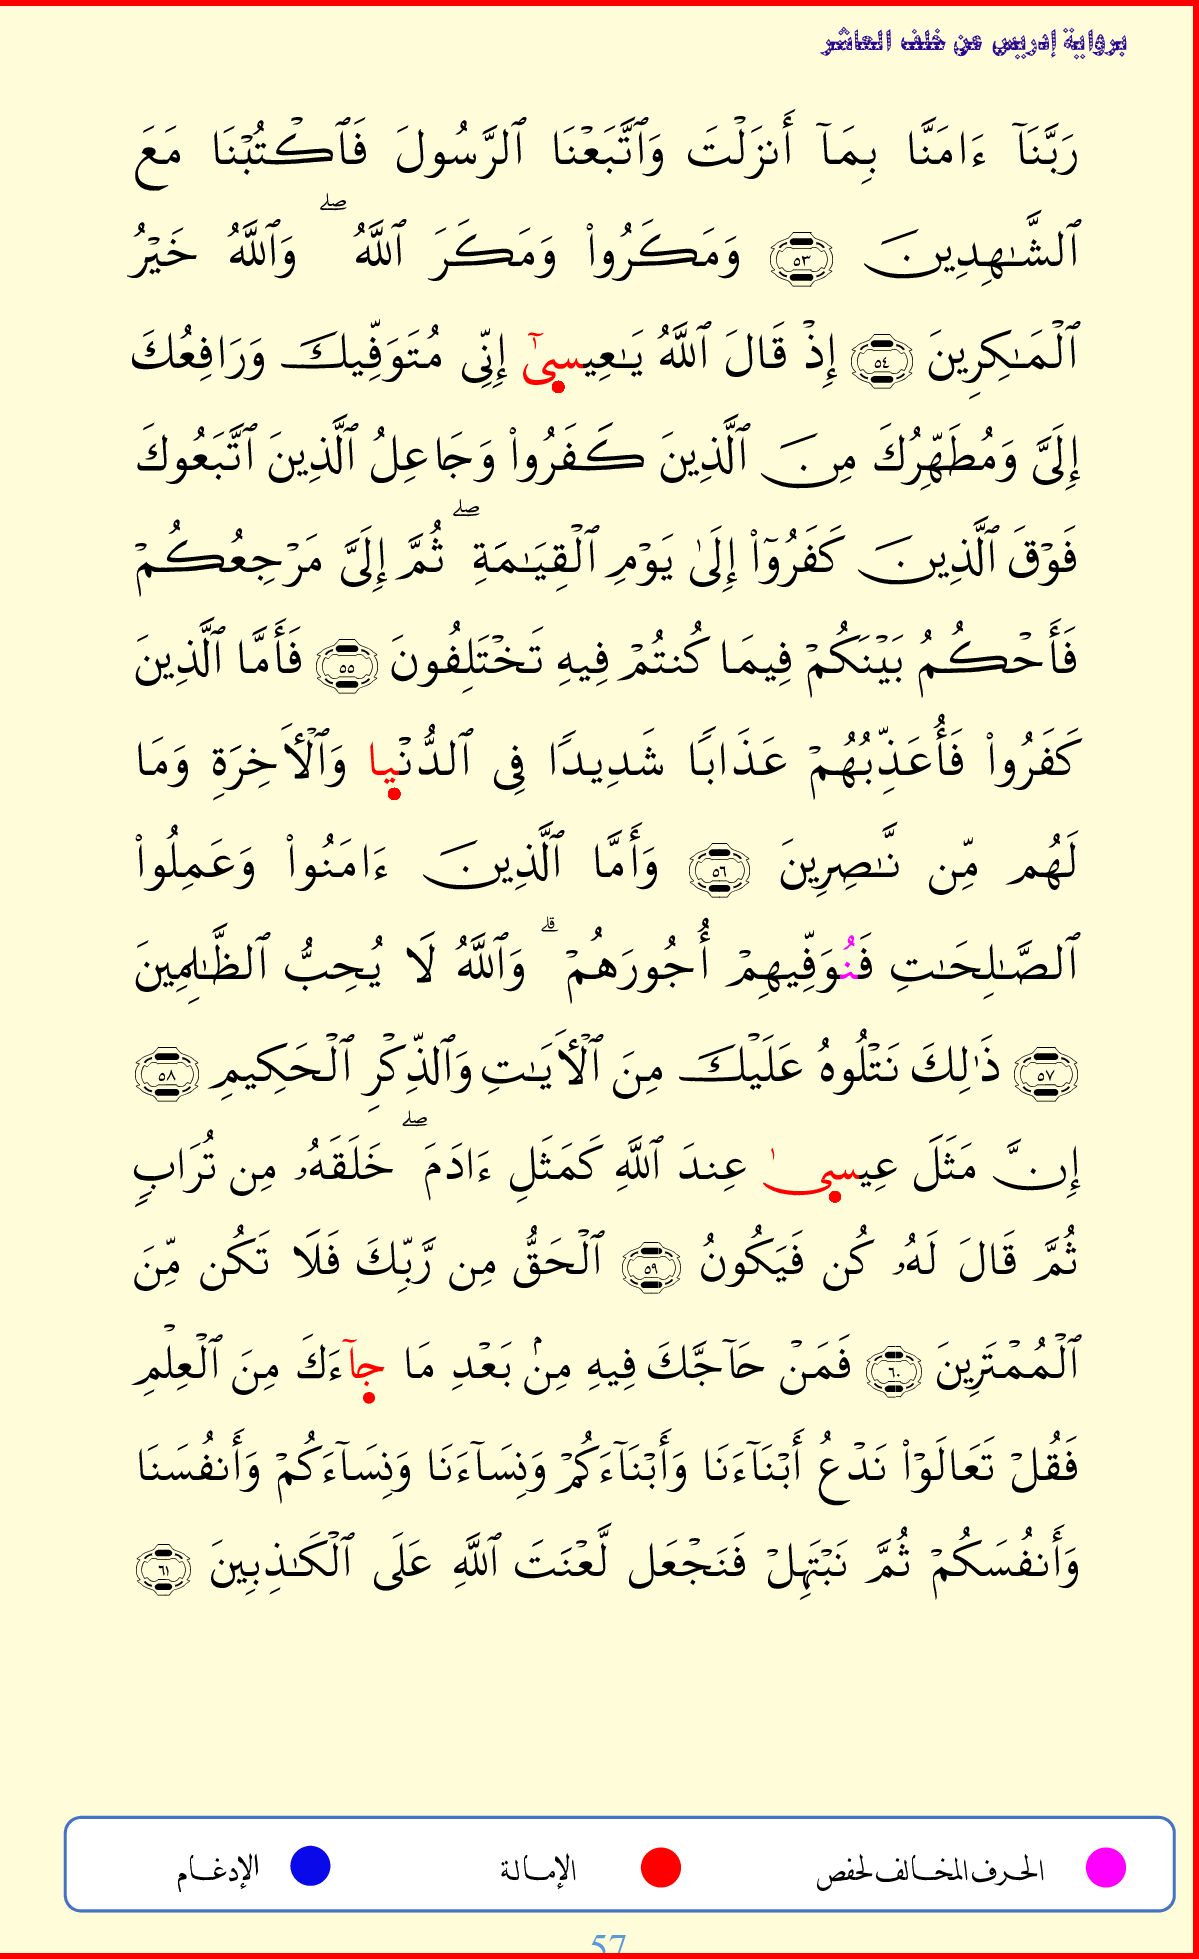 برواية إدريس عن خلف العاشر
رَبَّنَآ ءَامَنَّا بِمَآ أَنزَلۡتَ وَٱتَّبَعۡنَا ٱلرَّسُولَ فَٱكۡتُبۡنَا مَعَ
ٱلشَّٰهِدِينَ ٥٣ وَمَكَرُواْ وَمَكَرَ ٱللَّهُۖ وَٱللَّهُ خَيۡرُ
ٱلۡمَٰكِرِينَ ٥٤ إِذۡ قَالَ ٱللَّهُ يَٰعِيسىٰٓ إِنِّي مُتَوَفِّيكَ وَرَافِعُكَ
إِلَيَّ وَمُطَهِّرُكَ مِنَ ٱلَّذِينَ كَفَرُواْ وَجَاعِلُ ٱلَّذِينَ ٱتَّبَعُوكَ
فَوۡقَ ٱلَّذِينَ كَفَرُوٓاْ إِلَىٰ يَوۡمِ ٱلۡقِيَٰمَةِۖ ثُمَّ إِلَيَّ مَرۡجِعُكُمۡ
فَأَحۡكُمُ بَيۡنَكُمۡ فِيمَا كُنتُمۡ فِيهِ تَخۡتَلِفُونَ ٥٥ فَأَمَّا ٱلَّذِينَ
كَفَرُواْ فَأُعَذِّبُهُمۡ عَذَابٗا شَدِيدٗا فِي ٱلدُّنۡيا وَٱلۡأٓخِرَةِ وَمَا
لَهُم مِّن نَّٰصِرِينَ ٥٦ وَأَمَّا ٱلَّذِينَ ءَامَنُواْ وَعَمِلُواْ
ٱلصَّٰلِحَٰتِ فَنُوَفِّيهِمۡ أُجُورَهُمۡۗ وَٱللَّهُ لَا يُحِبُّ ٱلظَّٰلِمِينَ
٥٧ ذَٰلِكَ نَتۡلُوهُ عَلَيۡكَ مِنَ ٱلۡأٓيَٰتِ وَٱلذِّكۡرِ ٱلۡحَكِيمِ ٥٨
إِنَّ مَثَلَ عِيسىٰ عِندَ ٱللَّهِ كَمَثَلِ ءَادَمَۖ خَلَقَهُۥ مِن تُرَابٖ
ثُمَّ قَالَ لَهُۥ كُن فَيَكُونُ ٥٩ ٱلۡحَقُّ مِن رَّبِّكَ فَلَا تَكُن مِّنَ
ٱلۡمُمۡتَرِينَ ٦٠ فَمَنۡ حَآجَّكَ فِيهِ مِنۢ بَعۡدِ مَا جآءَكَ مِنَ ٱلۡعِلۡمِ
فَقُلۡ تَعَالَوۡاْ نَدۡعُ أَبۡنَآءَنَا وَأَبۡنَآءَكُمۡ وَنِسَآءَنَا وَنِسَآءَكُمۡ وَأَنفُسَنَا
وَأَنفُسَكُمۡ ثُمَّ نَبۡتَهِلۡ فَنَجۡعَل لَّعۡنَتَ ٱللَّهِ عَلَى ٱلۡكَٰذِبِينَ ٦١
الحرف المخالف لحفص الإمالة الإدغام
57